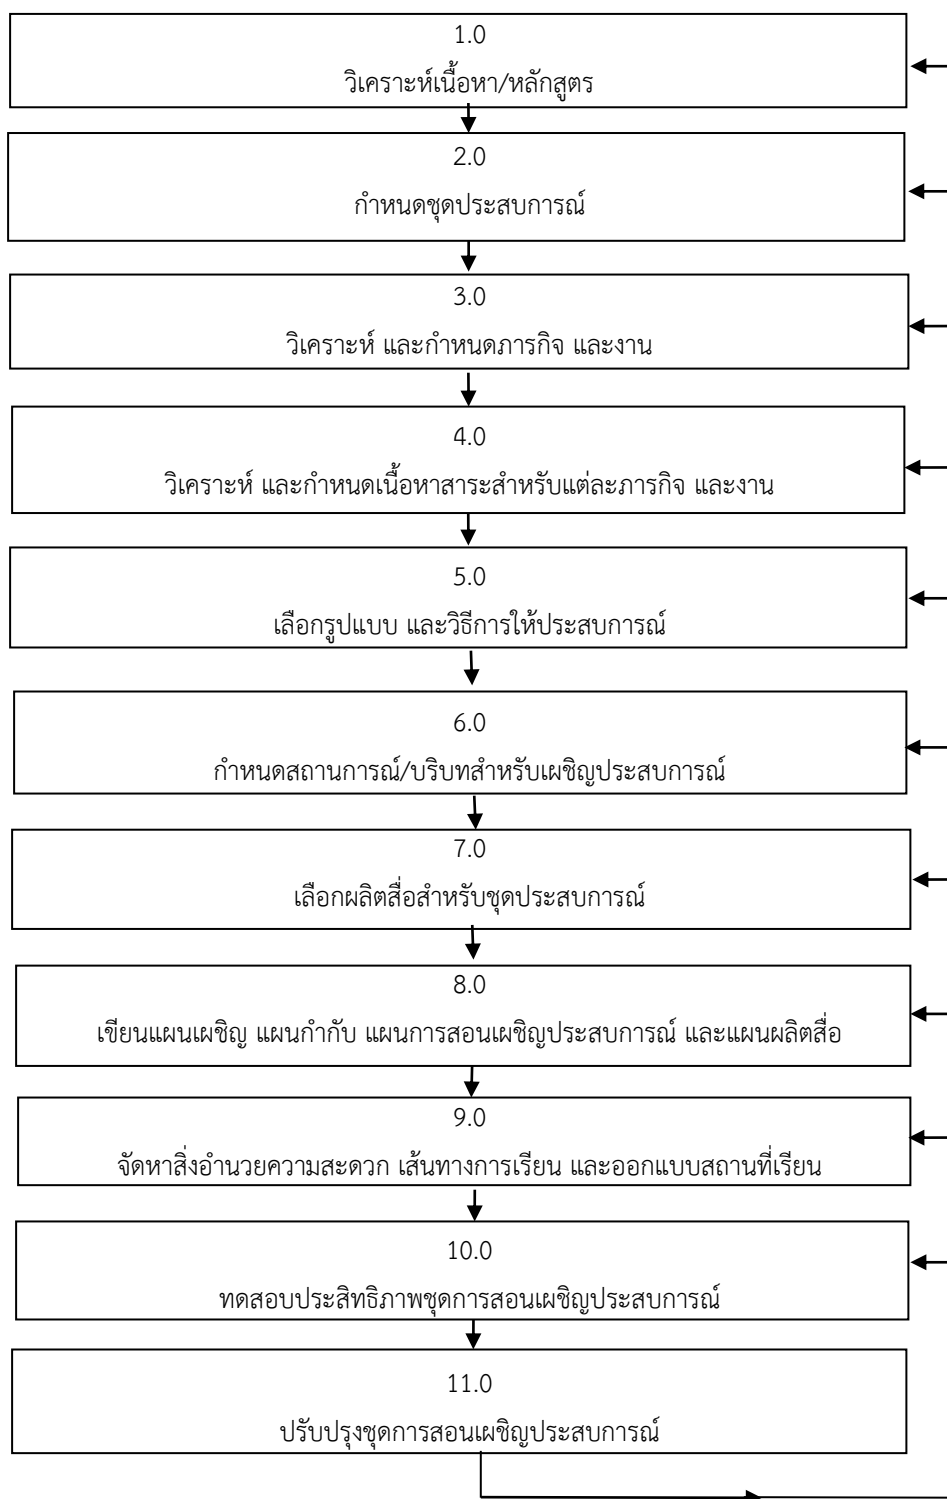 1.0
วิเคราะห์เนื้อหา/หลักสูตร
2.0
กำหนดชุดประสบการณ์
3.0
วิเคราะห์ และกำหนดภารกิจ และงาน
4.0
วิเคราะห์ และกำหนดเนื้อหาสาระสำหรับแต่ละภารกิจ และงาน
5.0
เลือกรูปแบบ และวิธีการให้ประสบการณ์
6.0
กำหนดสถานการณ์/บริบทสำหรับเผชิญประสบการณ์
7.0
เลือกผลิตสื่อสำหรับชุดประสบการณ์
8.0
เขียนแผนเผชิญ แผนกำกับ แผนการสอนเผชิญประสบการณ์ และแผนผลิตสื่อ
9.0
จัดหาสิ่งอำนวยความสะดวก เส้นทางการเรียน และออกแบบสถานที่เรียน
10.0
ทดสอบประสิทธิภาพชุดการสอนเผชิญประสบการณ์
11.0
ปรับปรุงชุดการสอนเผชิญประสบการณ์